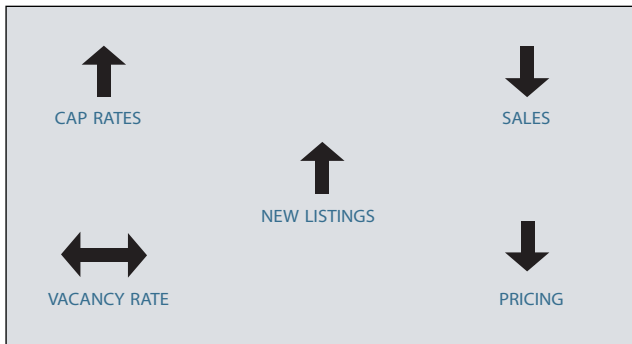 CAP RATES
SALES
NEW LISTINGS
VACANCY RATE
PRICING